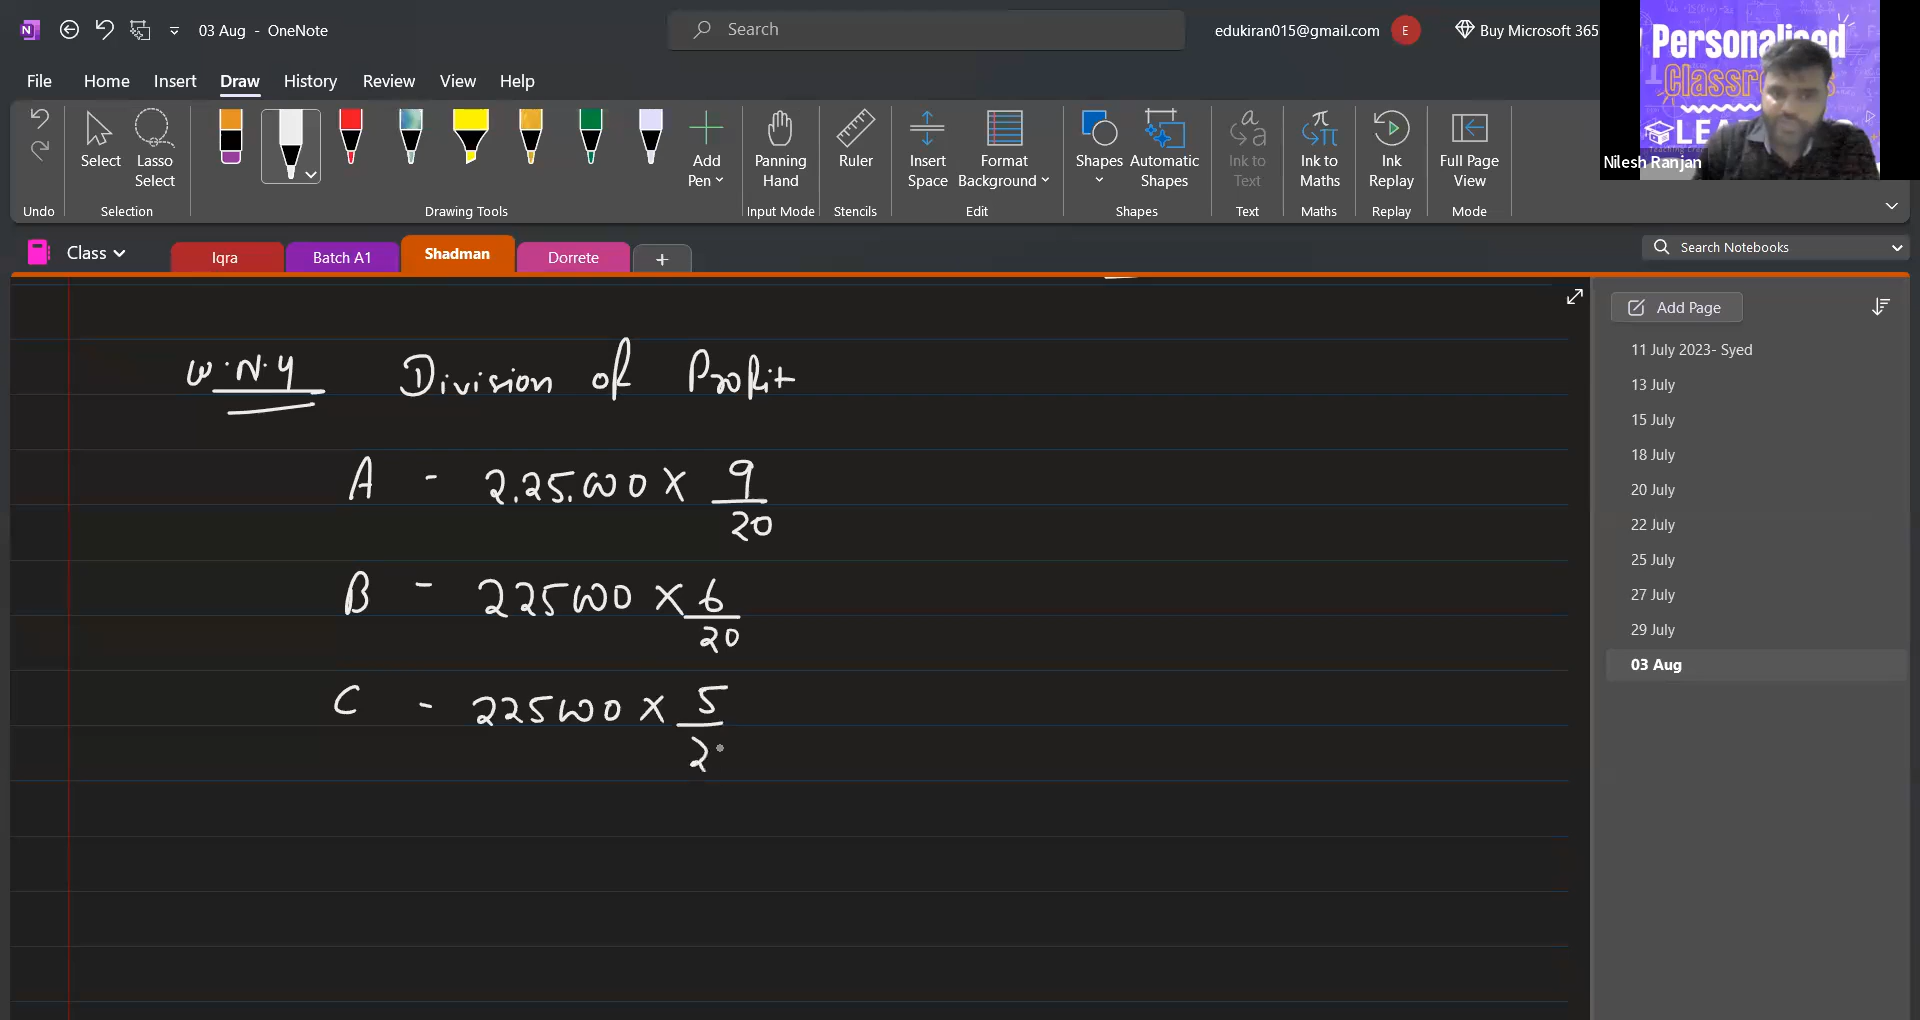 03 Aug - OneNote
Search
edukiran015@gmail.com
E
Buy Microsoft 365
File Home Insert Draw History Review View Help
Select
Lasso Select
Add Pen
Panning Hand
Ruler
Insert Space
Format Background
Shapes
Automatic Shapes
Ink to Text
Ink to Maths
Ink Replay
Full Page View
Undo
Selection
Drawing Tools
Input Mode
Stencils
Edit
Shapes
Text
Maths
Replay
Mode
Personalised
LEA
Nilesh Ranjan
Class
Iqra
Batch A1
Shadman
Dorrete
+
Search Notebooks
Add Page
11 July 2023- Syed
13 July
15 July
18 July
20 July
22 July
25 July
27 July
29 July
03 Aug
W.N.4 Division of Profit
A - 2.25.000 × 9/20
B - 225000 × 6/20
C - 225000 × 5/2